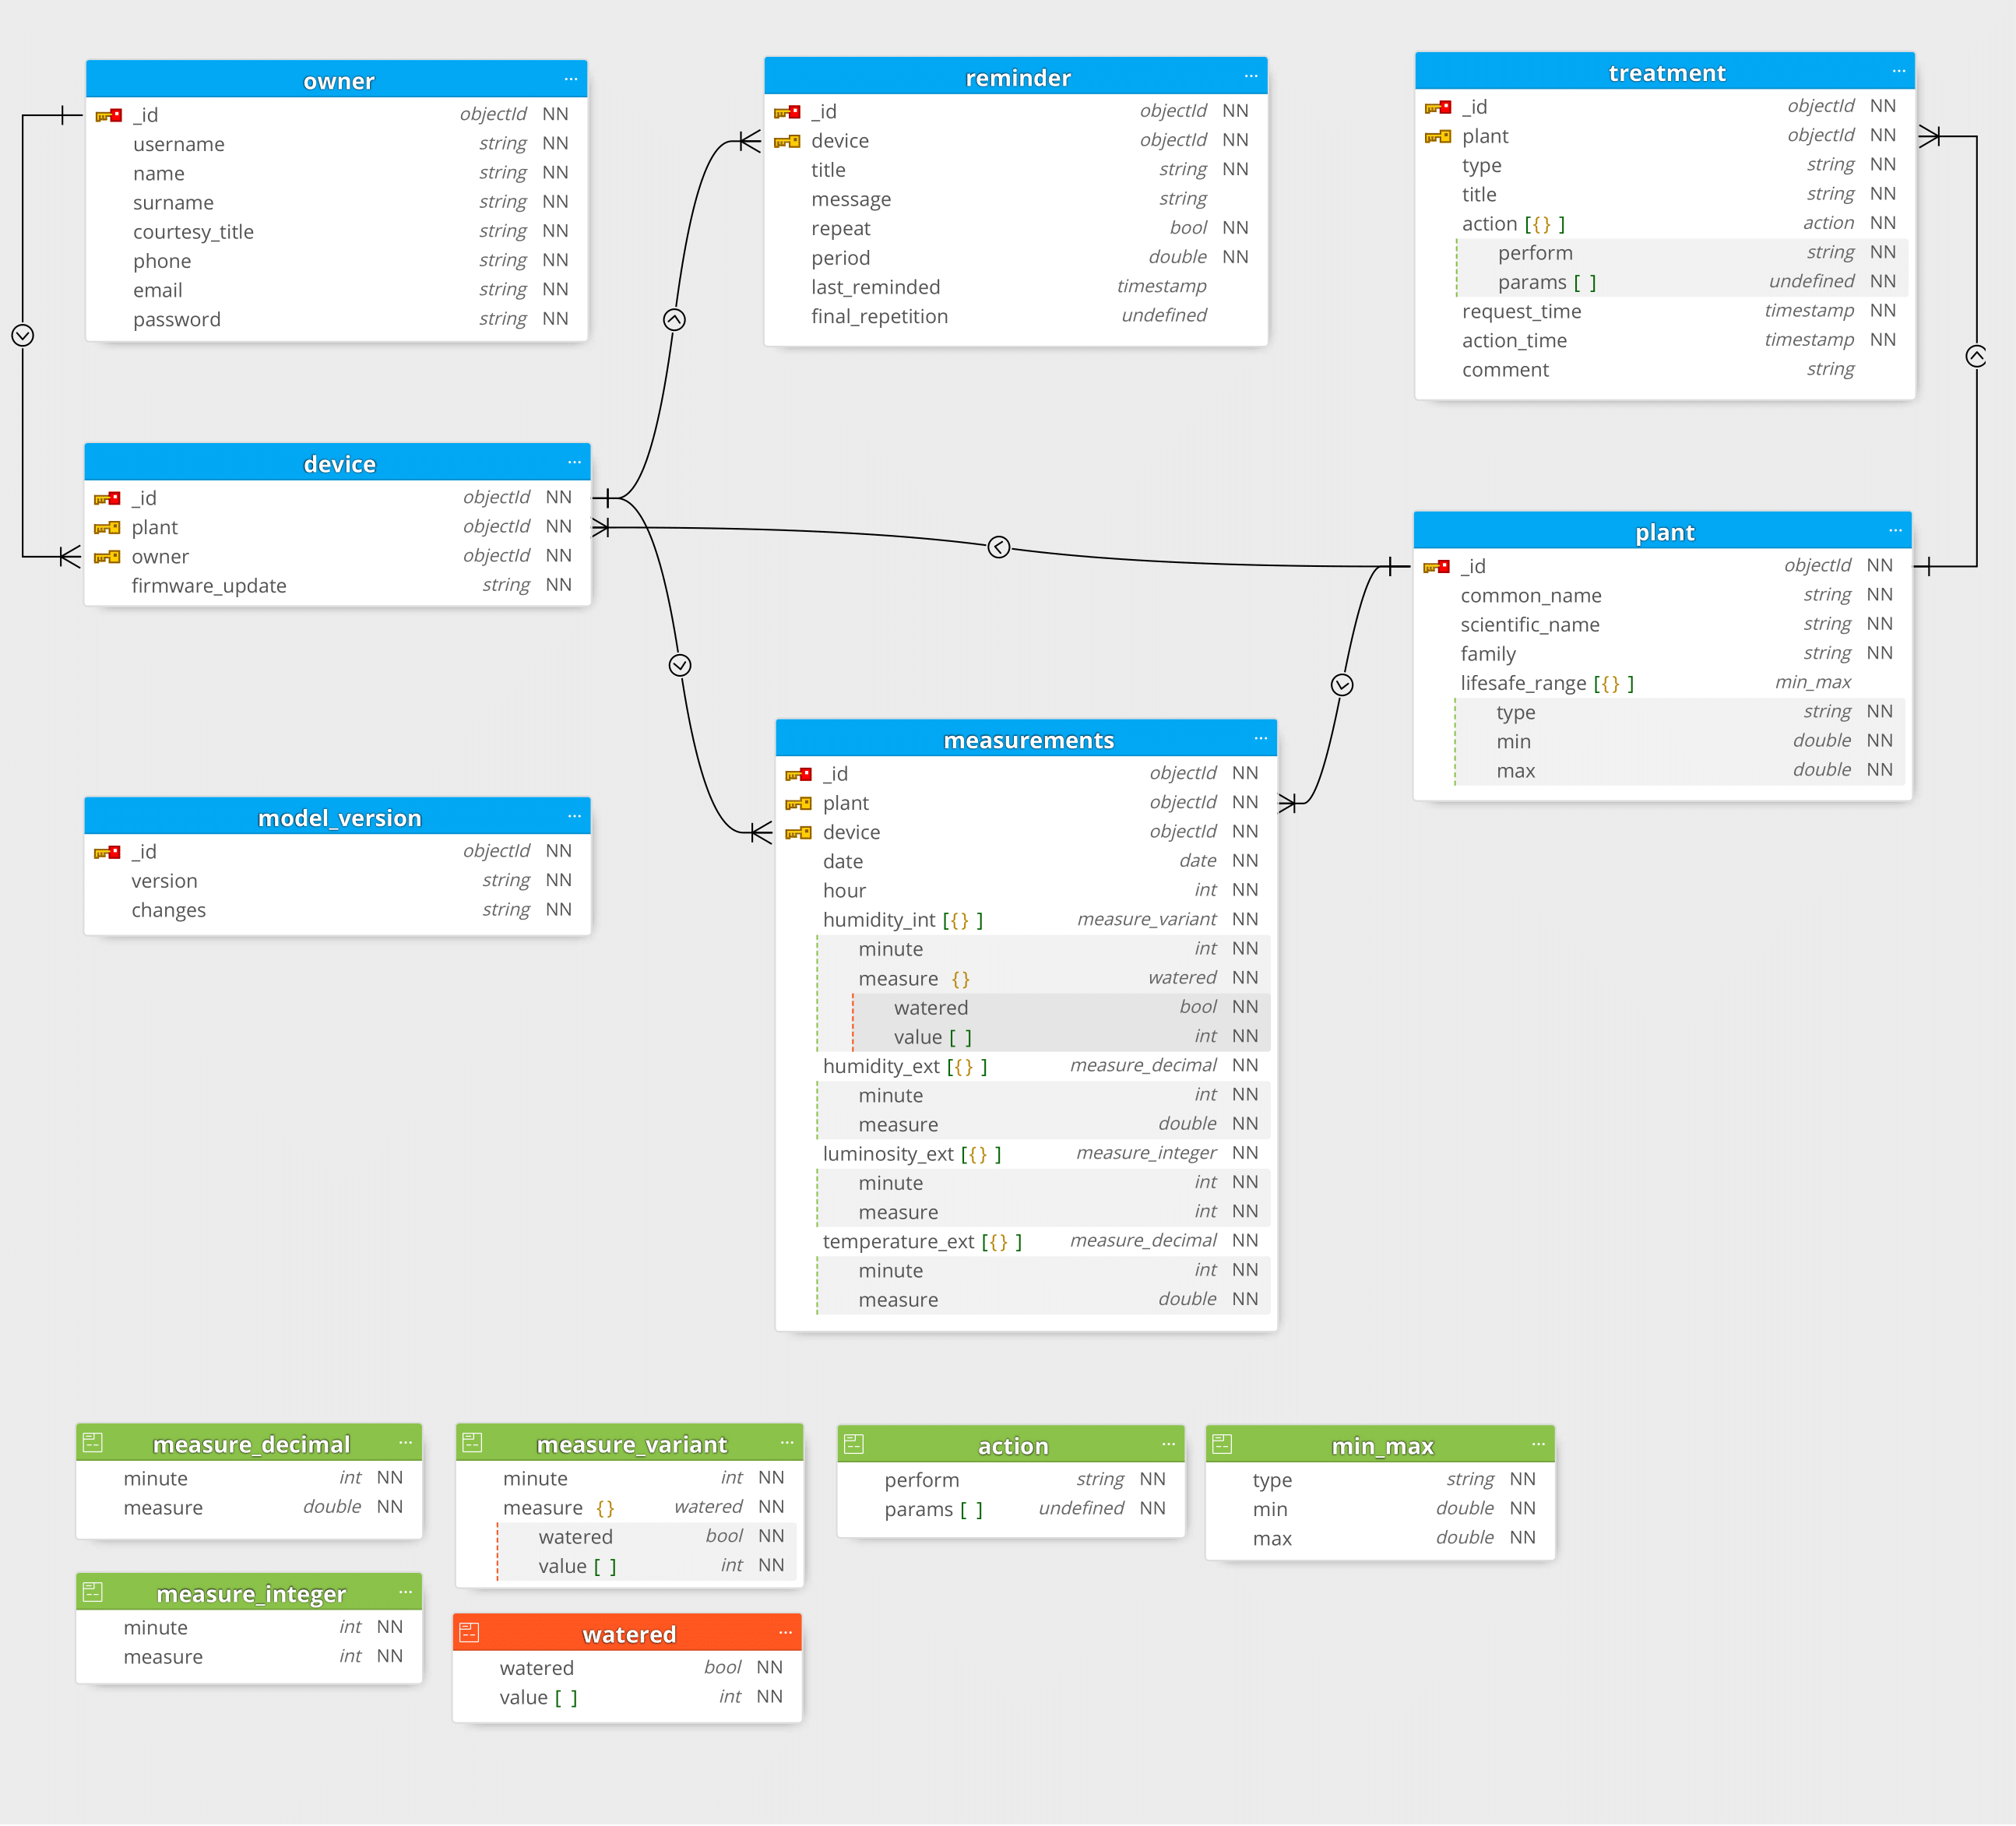 owner ...
_id objectId NN
username string NN
name string NN
surname string NN
courtesy_title string NN
phone string NN
email string NN
password string NN
reminder ...
_id objectId NN
device objectId NN
title string NN
message string
repeat bool NN
period double NN
last_reminded timestamp
final_repetition undefined
treatment ...
_id objectId NN
plant objectId NN
type string NN
title string NN
action [{} ] action NN
perform string NN
params [ ] undefined NN
request_time timestamp NN
action_time timestamp NN
comment string
device ...
_id objectId NN
plant objectId NN
owner objectId NN
firmware_update string NN
plant ...
_id objectId NN
common_name string NN
scientific_name string NN
family string NN
lifesafe_range [{} ] min_max
type string NN
min double NN
max double NN
measurements ...
_id objectId NN
plant objectId NN
device objectId NN
date date NN
hour int NN
humidity_int [{} ] measure_variant NN
minute int NN
measure {} watered NN
watered bool NN
value [ ] int NN
humidity_ext [{} ] measure_decimal NN
minute int NN
measure double NN
luminosity_ext [{} ] measure_integer NN
minute int NN
measure int NN
temperature_ext [{} ] measure_decimal NN
minute int NN
measure double NN
model_version ...
_id objectId NN
version string NN
changes string NN
measure_decimal ...
minute int NN
measure double NN
measure_variant ...
minute int NN
measure {} watered NN
watered bool NN
value [ ] int NN
action ...
perform string NN
params [ ] undefined NN
min_max ...
type string NN
min double NN
max double NN
measure_integer ...
minute int NN
measure int NN
watered ...
watered bool NN
value [ ] int NN